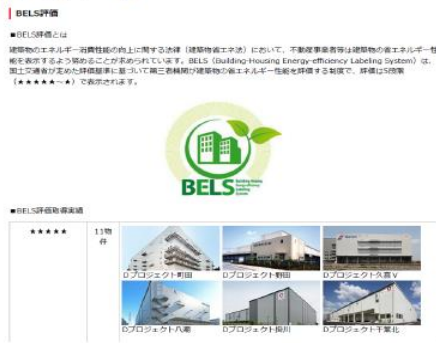 BELS評価
■BELS評価とは
建築物のエネルギー消費性能の向上に関する法律（建築物省エネ法）において、不動産事業者等は建築物の省エネルギー性
能を表示するよう努めることが求められています。BELS（Building-Housing Energy-efficiency Labeling System）は、
国土交通省が定めた評価基準に基づいて第三者機関が建築物の省エネルギー性能を評価する制度で、評価は5段階
（★★★★★～★）で表示されます。
BELS
Building-Housing
Energy-efficiency
Labeling
System
■BELS評価取得実績
★★★★★
11物
件
Dプロジェクト町田
Dプロジェクト野田
Dプロジェクト久喜Ⅴ
Dプロジェクト八潮
Dプロジェクト掛川
Dプロジェクト千葉北